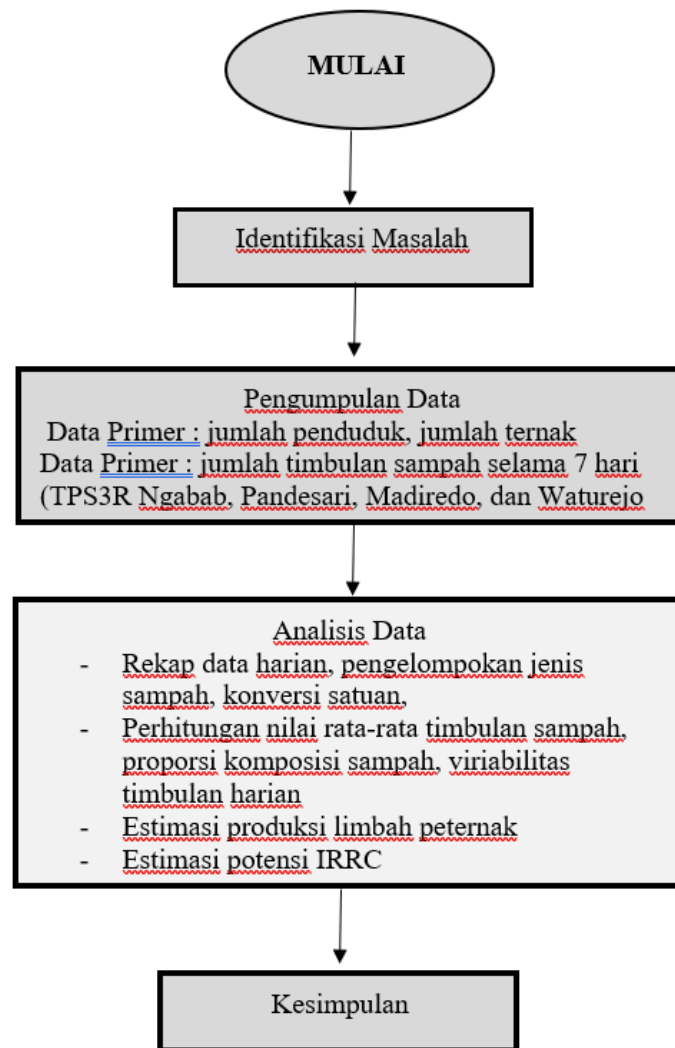 MULAI
Identifikasi Masalah
Pengumpulan Data
Data Primer : jumlah penduduk, jumlah ternak
Data Primer : jumlah timbulan sampah selama 7 hari
(TPS3R Ngabab, Pandesari, Madiredo, dan Waturejo
Analisis Data
- Rekap data harian, pengelompokan jenis
sampah, konversi satuan,
- Perhitungan nilai rata-rata timbulan sampah,
proporsi komposisi sampah, viriabilitas
timbulan harian
- Estimasi produksi limbah peternak
- Estimasi potensi IRRC
Kesimpulan